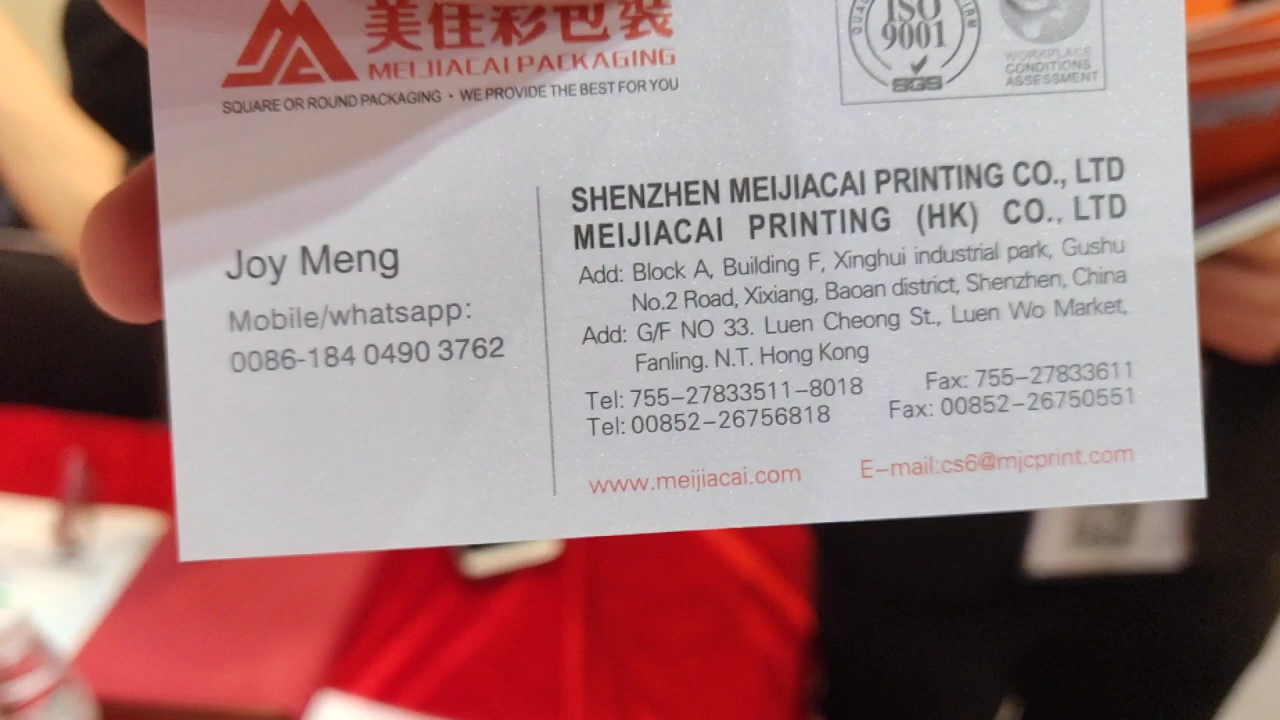 美住彩包裝
MEIJIACAI PACKAGING
SQUARE OR ROUND PACKAGING • WE PROVIDE THE BEST FOR YOU
ISO
9001
SGS
WORKPLACE
CONDITIONS
ASSESSMENT
Joy Meng
Mobile/whatsapp:
0086-184 0490 3762
SHENZHEN MEIJIACAI PRINTING CO., LTD
MEIJIACAI PRINTING (HK) CO., LTD
Add: Block A, Building F, Xinghui industrial park, Gushu
No.2 Road, Xixiang, Baoan district, Shenzhen, China
Add: G/F NO 33. Luen Cheong St., Luen Wo Market,
Fanling. N.T. Hong Kong
Tel: 755-27833511-8018 Fax: 755-27833611
Tel: 00852-26756818 Fax: 00852-26750551
www.meijiacai.com E-mail:cs6@mjcprint.com